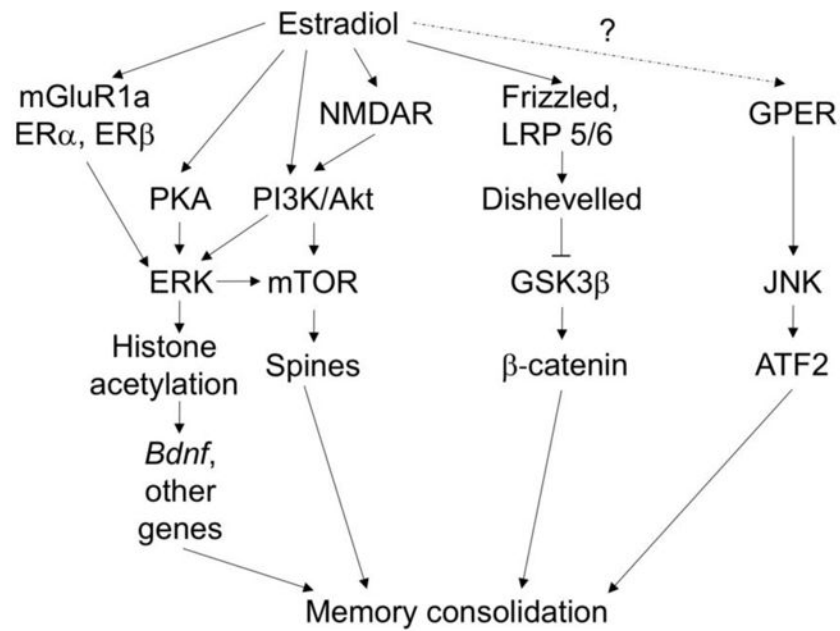 Estradiol
?
mGluR1a
ERα, ERβ
NMDAR
Frizzled,
LRP 5/6
GPER
PKA
PI3K/Akt
Dishevelled
ERK
mTOR
GSK3β
JNK
Histone
acetylation
Spines
β-catenin
ATF2
Bdnf,
other
genes
Memory consolidation